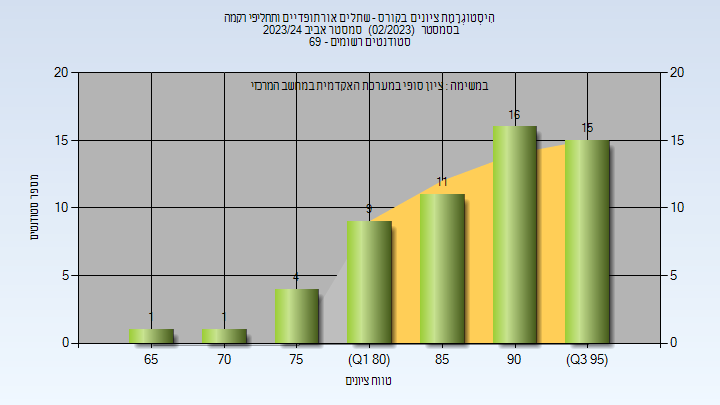 היסטוגרמת ציונים בקורס - שתלים אורתופדיים ותחליפי רקמה
בסמסטר (02/2023) סמסטר אביב 2023/24
סטודנטים רשומים - 69
במשימה : ציון סופי במערכת האקדמית במחשב המרכזי
20 20
15 15
10 10
5 5
0 0
מספר סטודנטים
1 1 4 9 11 16 15
65 70 75 (Q1 80) 85 90 (Q3 95)
טווח ציונים